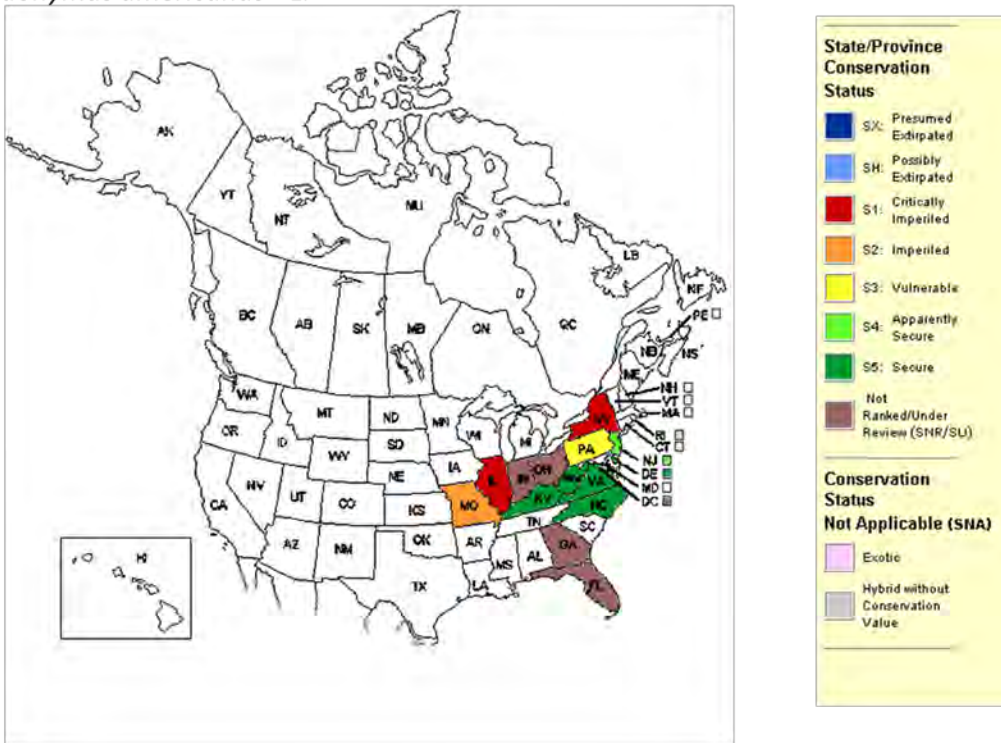 AK
YT
NT
NU
LB
NF
PE
BC
AB
SK
MB
ON
QC
NB
NS
ME
NH
VT
MA
WA
MT
ND
MN
OR
ID
WY
SD
WI
MI
NY
RI
CT
NJ
DE
MD
DC
NE
IA
PA
NV
UT
CO
KS
MO
IL
IN
OH
KY
VA
CA
AZ
NM
OK
AR
TN
NC
SC
TX
LA
MS
AL
GA
FL
HI
State/Province
Conservation
Status
SX: Presumed
Extirpated
SH: Possibly
Extirpated
S1: Critically
Imperiled
S2: Imperiled
S3: Vulnerable
S4: Apparently
Secure
S5: Secure
Not
Ranked/Under
Review (SNR/SU)
Conservation
Status
Not Applicable (SNA)
Exotic
Hybrid without
Conservation
Value